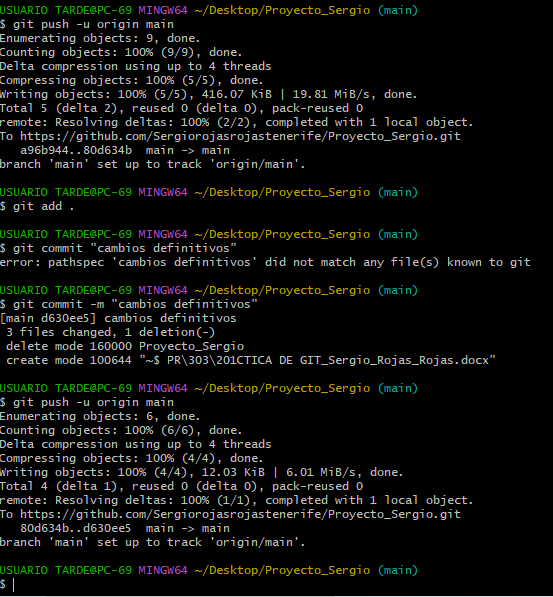 USUARIO TARDE@PC-69 MINGW64 ~/Desktop/Proyecto_Sergio (main)
$ git push -u origin main
Enumerating objects: 9, done.
Counting objects: 100% (9/9), done.
Delta compression using up to 4 threads
Compressing objects: 100% (5/5), done.
Writing objects: 100% (5/5), 416.07 KiB | 19.81 MiB/s, done.
Total 5 (delta 2), reused 0 (delta 0), pack-reused 0
remote: Resolving deltas: 100% (2/2), completed with 1 local object.
To https://github.com/Sergiorojasrojastenerife/Proyecto_Sergio.git
   a96b944..80d634b  main -> main
branch 'main' set up to track 'origin/main'.

USUARIO TARDE@PC-69 MINGW64 ~/Desktop/Proyecto_Sergio (main)
$ git add .

USUARIO TARDE@PC-69 MINGW64 ~/Desktop/Proyecto_Sergio (main)
$ git commit "cambios definitivos"
error: pathspec 'cambios definitivos' did not match any file(s) known to git

USUARIO TARDE@PC-69 MINGW64 ~/Desktop/Proyecto_Sergio (main)
$ git commit -m "cambios definitivos"
[main d630ee5] cambios definitivos
 3 files changed, 1 deletion(-)
 delete mode 160000 Proyecto_Sergio
 create mode 100644 "~$ PR\303\201CTICA DE GIT_Sergio_Rojas_Rojas.docx"

USUARIO TARDE@PC-69 MINGW64 ~/Desktop/Proyecto_Sergio (main)
$ git push -u origin main
Enumerating objects: 6, done.
Counting objects: 100% (6/6), done.
Delta compression using up to 4 threads
Compressing objects: 100% (4/4), done.
Writing objects: 100% (4/4), 12.03 KiB | 6.01 MiB/s, done.
Total 4 (delta 1), reused 0 (delta 0), pack-reused 0
remote: Resolving deltas: 100% (1/1), completed with 1 local object.
To https://github.com/Sergiorojasrojastenerife/Proyecto_Sergio.git
   80d634b..d630ee5  main -> main
branch 'main' set up to track 'origin/main'.

USUARIO TARDE@PC-69 MINGW64 ~/Desktop/Proyecto_Sergio (main)
$